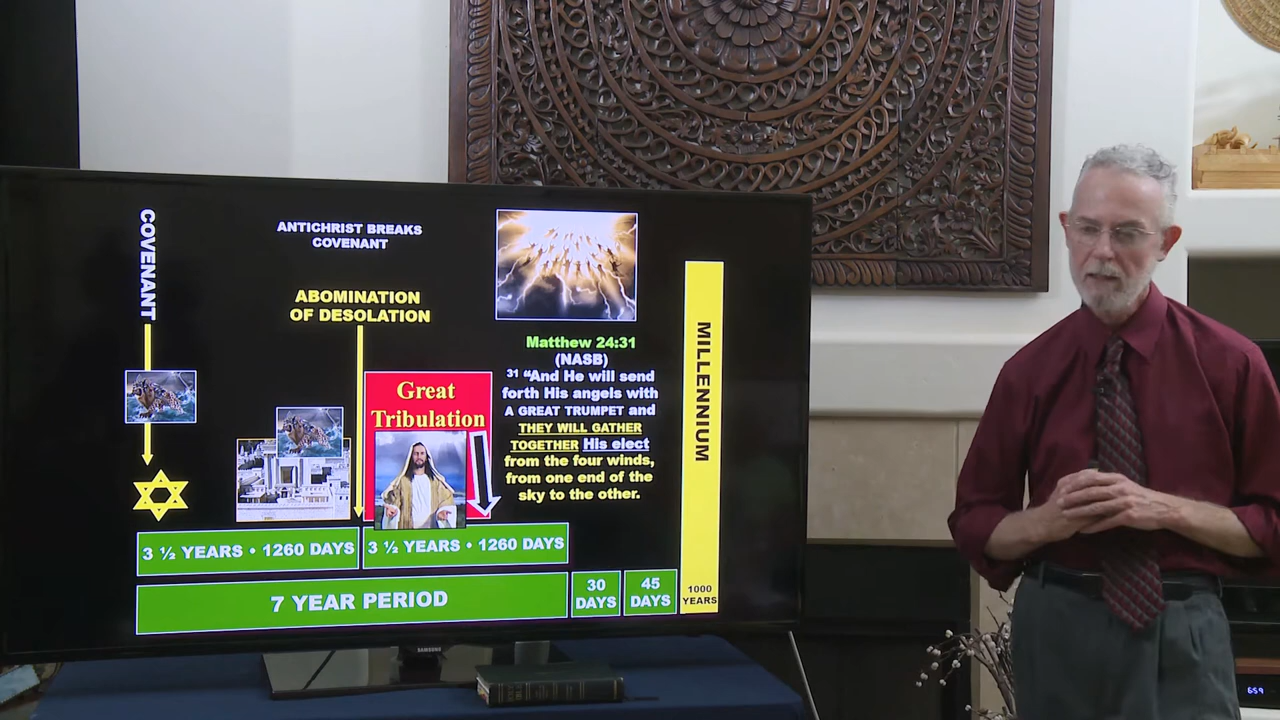 COVENANT
ANTICHRIST BREAKS
COVENANT
ABOMINATION
OF DESOLATION
Great
Tribulation
Matthew 24:31
(NASB)
31 “And He will send
forth His angels with
A GREAT TRUMPET and
THEY WILL GATHER
TOGETHER His elect
from the four winds,
from one end of the
sky to the other.
MILLENNIUM
1000
YEARS
3 ½ YEARS • 1260 DAYS
3 ½ YEARS • 1260 DAYS
7 YEAR PERIOD
30
DAYS
45
DAYS
SAMSUNG
659